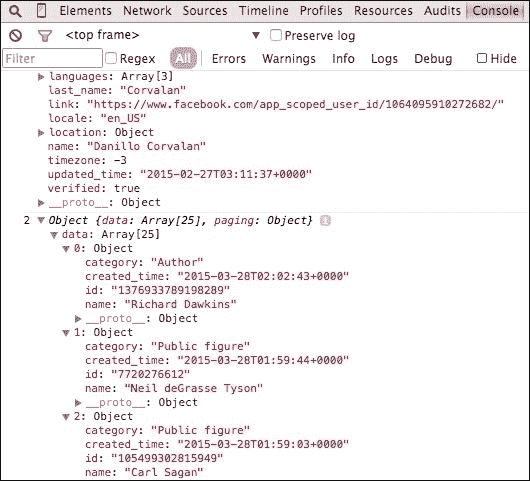 Elements Network Sources Timeline Profiles Resources Audits Console
<top frame> Preserve log
Filter Regex All Errors Warnings Info Logs Debug Hide
languages: Array[3]
last_name: "Corvalan"
link: "https://www.facebook.com/app_scoped_user_id/1064095910272682/"
locale: "en_US"
location: Object
name: "Danillo Corvalan"
timezone: -3
updated_time: "2015-02-27T03:11:37+0000"
verified: true
__proto__: Object
2 Object {data: Array[25], paging: Object}
data: Array[25]
0: Object
category: "Author"
created_time: "2015-03-28T02:02:43+0000"
id: "1376933789198289"
name: "Richard Dawkins"
__proto__: Object
1: Object
category: "Public figure"
created_time: "2015-03-28T01:59:44+0000"
id: "7720276612"
name: "Neil deGrasse Tyson"
__proto__: Object
2: Object
category: "Public figure"
created_time: "2015-03-28T01:59:03+0000"
id: "105499302815949"
name: "Carl Sagan"